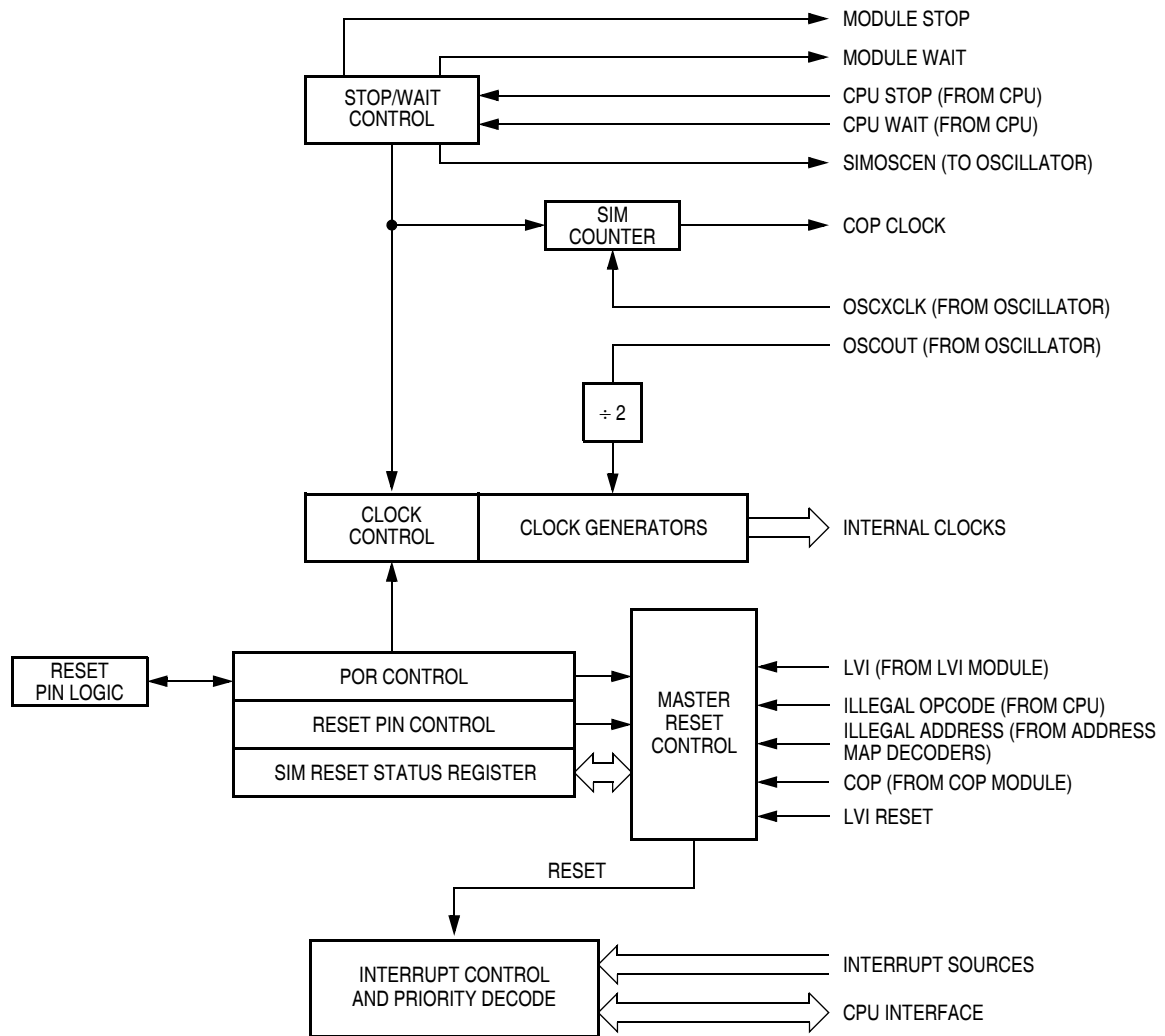 MODULE STOP
MODULE WAIT
STOP/WAIT
CONTROL
CPU STOP (FROM CPU)
CPU WAIT (FROM CPU)
SIMOSCEN (TO OSCILLATOR)
SIM
COUNTER
COP CLOCK
OSCXCLK (FROM OSCILLATOR)
OSCOUT (FROM OSCILLATOR)
÷ 2
CLOCK
CONTROL
CLOCK GENERATORS
INTERNAL CLOCKS
RESET
PIN LOGIC
POR CONTROL
RESET PIN CONTROL
SIM RESET STATUS REGISTER
MASTER
RESET
CONTROL
LVI (FROM LVI MODULE)
ILLEGAL OPCODE (FROM CPU)
ILLEGAL ADDRESS (FROM ADDRESS
MAP DECODERS)
COP (FROM COP MODULE)
LVI RESET
RESET
INTERRUPT CONTROL
AND PRIORITY DECODE
INTERRUPT SOURCES
CPU INTERFACE